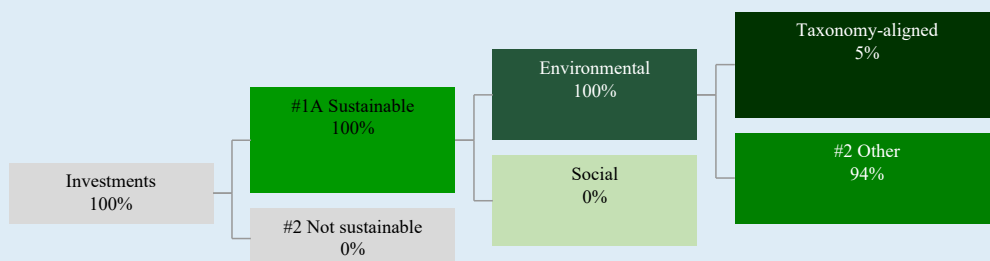 Investments
100%
#1A Sustainable
100%
#2 Not sustainable
0%
Environmental
100%
Social
0%
Taxonomy-aligned
5%
#2 Other
94%